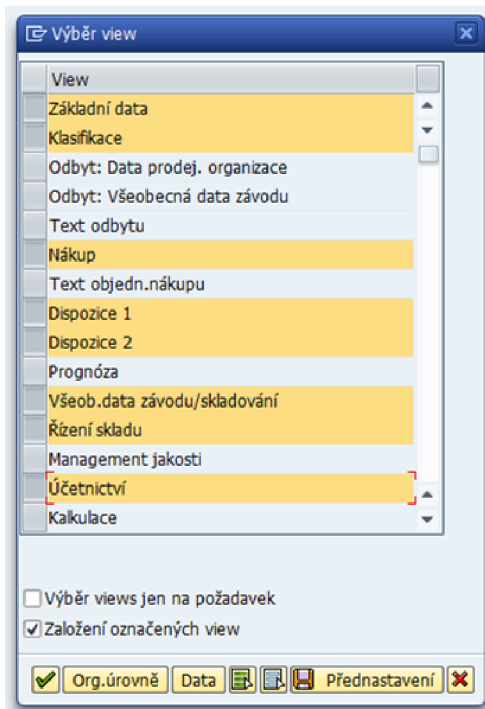 Výběr view
View
Základní data
Klasifikace
Odbyt: Data prodej. organizace
Odbyt: Všeobecná data závodu
Text odbytu
Nákup
Text objedn.nákupu
Dispozice 1
Dispozice 2
Prognóza
Všeob.data závodu/skladování
Řízení skladu
Management jakosti
Účetnictví
Kalkulace
Výběr views jen na požadavek
Založení označených view
Org.úrovně Data Přednastavení